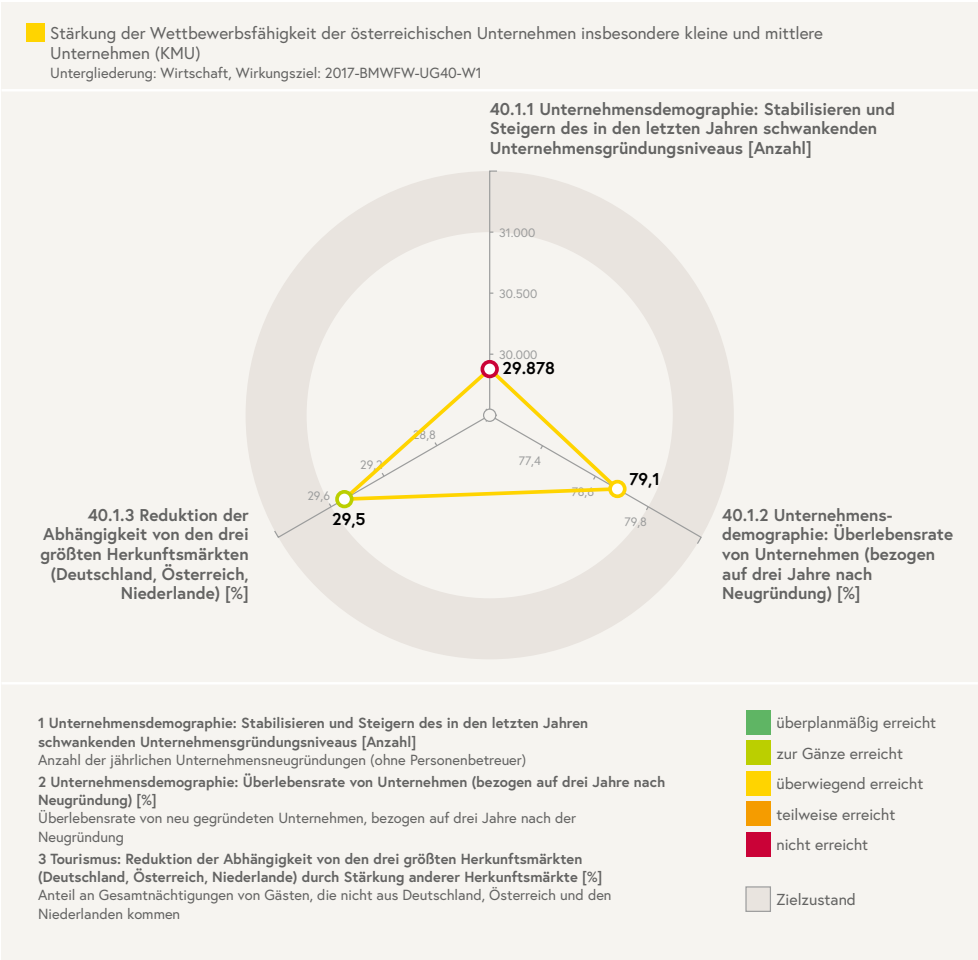 Stärkung der Wettbewerbsfähigkeit der österreichischen Unternehmen insbesondere kleine und mittlere
Unternehmen (KMU)
Untergliederung: Wirtschaft, Wirkungsziel: 2017-BMWFW-UG40-W1
40.1.1 Unternehmensdemographie: Stabilisieren und
Steigern des in den letzten Jahren schwankenden
Unternehmensgründungsniveaus [Anzahl]
31.000
30.500
30.000
29.878
28,8
29,2
29,6
29,5
77,4
78,6
79,8
79,1
40.1.3 Reduktion der
Abhängigkeit von den drei
größten Herkunftsmärkten
(Deutschland, Österreich,
Niederlande) [%]
40.1.2 Unternehmens-
demographie: Überlebensrate
von Unternehmen (bezogen
auf drei Jahre nach
Neugründung) [%]
1 Unternehmensdemographie: Stabilisieren und Steigern des in den letzten Jahren
schwankenden Unternehmensgründungsniveaus [Anzahl]
Anzahl der jährlichen Unternehmensneugründungen (ohne Personenbetreuer)
2 Unternehmensdemographie: Überlebensrate von Unternehmen (bezogen auf drei Jahre nach
Neugründung) [%]
Überlebensrate von neu gegründeten Unternehmen, bezogen auf drei Jahre nach der
Neugründung
3 Tourismus: Reduktion der Abhängigkeit von den drei größten Herkunftsmärkten
(Deutschland, Österreich, Niederlande) durch Stärkung anderer Herkunftsmärkte [%]
Anteil an Gesamtnächtigungen von Gästen, die nicht aus Deutschland, Österreich und den
Niederlanden kommen
überplanmäßig erreicht
zur Gänze erreicht
überwiegend erreicht
teilweise erreicht
nicht erreicht
Zielzustand